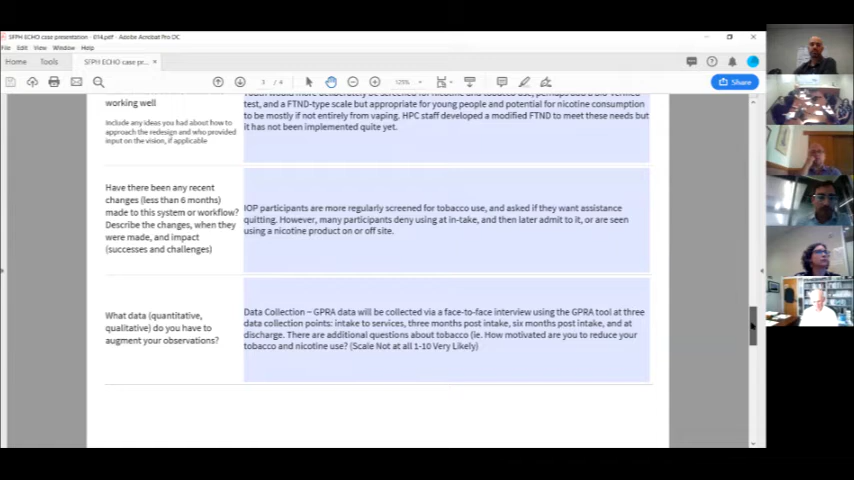 SFPH ECHO case presentation - 014.pdf - Adobe Acrobat Pro DC
File Edit View Window Help
Home Tools SFPH ECHO case pr... ×
3 / 4 125% Share
working well
Include any ideas you had about how to
approach the redesign and who provided
input on the vision, if applicable
test, and a FTND-type scale but appropriate for young people and potential for nicotine consumption
to be mostly if not entirely from vaping. HPC staff developed a modified FTND to meet these needs but
it has not been implemented quite yet.
Have there been any recent
changes (less than 6 months)
made to this system or workflow?
Describe the changes, when they
were made, and impact
(successes and challenges)
IOP participants are more regularly screened for tobacco use, and asked if they want assistance
quitting. However, many participants deny using at in-take, and then later admit to it, or are seen
using a nicotine product on or off site.
What data (quantitative,
qualitative) do you have to
augment your observations?
Data Collection – GPRA data will be collected via a face-to-face interview using the GPRA tool at three
data collection points: intake to services, three months post intake, six months post intake, and at
discharge. There are additional questions about tobacco (ie. How motivated are you to reduce your
tobacco and nicotine use? (Scale Not at all 1-10 Very Likely)